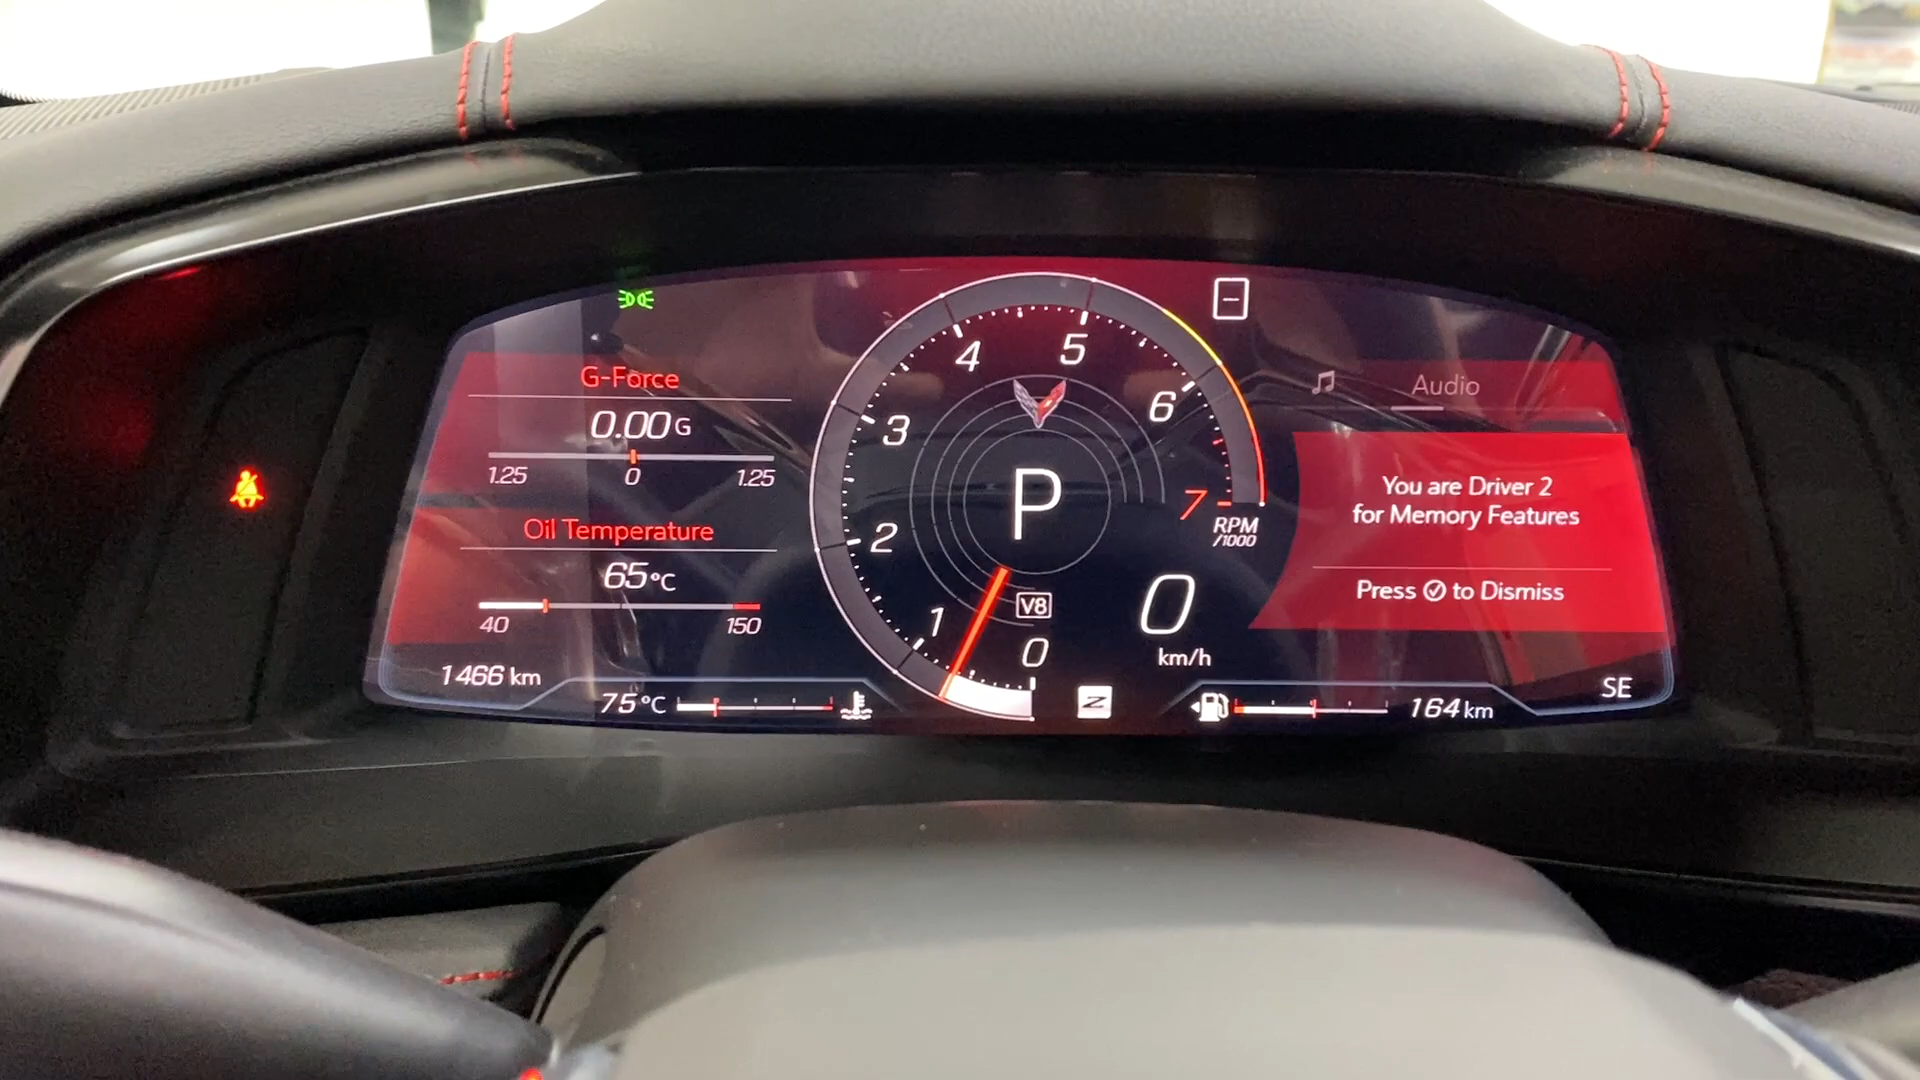 G-Force
0.00 G
1.25 0 1.25
Oil Temperature
65°C
40 150
1466 km
75°C
0
1
2
3
4
5
6
7
RPM
/1000
P
V8
0
km/h
Z
Audio
You are Driver 2
for Memory Features
Press to Dismiss
164 km
SE